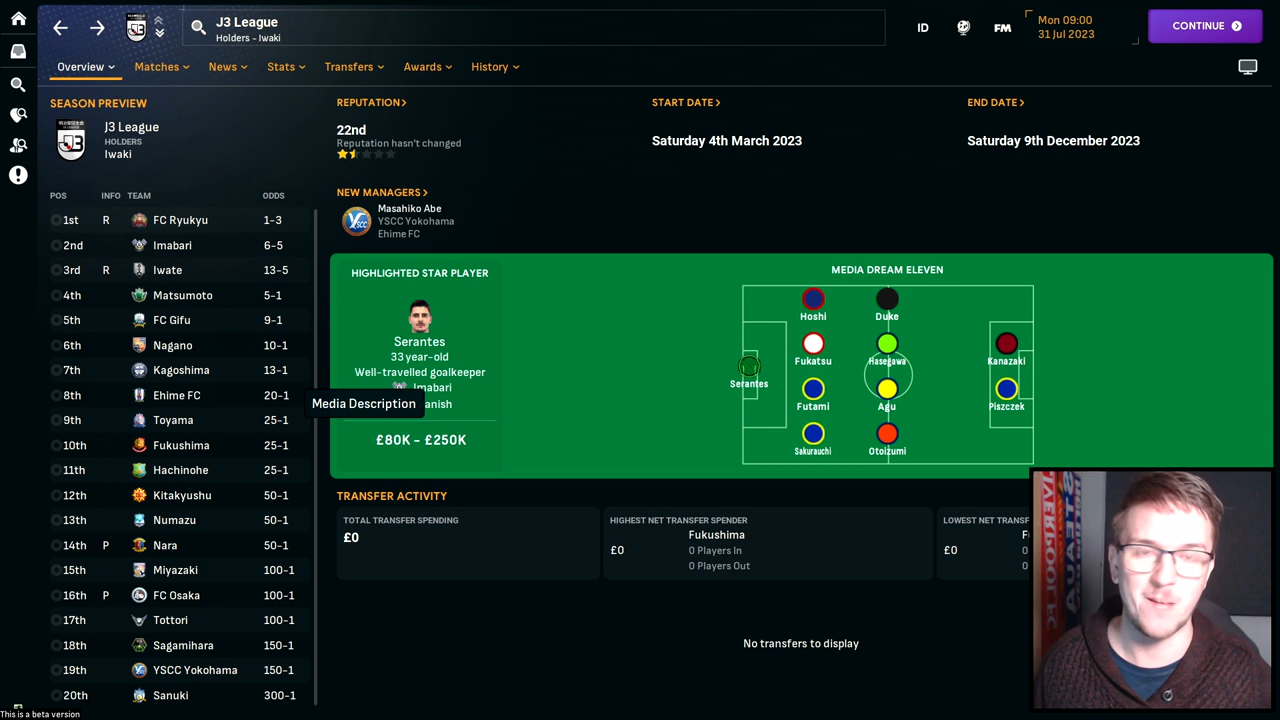 J3 League
Holders - Iwaki
ID
FM
Mon 09:00
31 Jul 2023
CONTINUE
Overview
Matches
News
Stats
Transfers
Awards
History
SEASON PREVIEW
J3 League
HOLDERS
Iwaki
POS INFO TEAM ODDS
1st R FC Ryukyu 1-3
2nd Imabari 6-5
3rd R Iwate 13-5
4th Matsumoto 5-1
5th FC Gifu 9-1
6th Nagano 10-1
7th Kagoshima 13-1
8th Ehime FC 20-1
9th Toyama 25-1
10th Fukushima 25-1
11th Hachinohe 25-1
12th Kitakyushu 50-1
13th Numazu 50-1
14th P Nara 50-1
15th Miyazaki 100-1
16th P FC Osaka 100-1
17th Tottori 100-1
18th Sagamihara 150-1
19th YSCC Yokohama 150-1
20th Sanuki 300-1
This is a beta version
REPUTATION
22nd
Reputation hasn't changed
START DATE
Saturday 4th March 2023
END DATE
Saturday 9th December 2023
NEW MANAGERS
Masahiko Abe
YSCC Yokohama
Ehime FC
HIGHLIGHTED STAR PLAYER
Serantes
33 year-old
Well-travelled goalkeeper
Imabari
anish
Media Description
£80K - £250K
MEDIA DREAM ELEVEN
Hoshi
Duke
Fukatsu
Hasegawa
Kanazaki
Serantes
Futami
Agu
Piszczek
Sakurauchi
Otoizumi
TRANSFER ACTIVITY
TOTAL TRANSFER SPENDING
£0
HIGHEST NET TRANSFER SPENDER
Fukushima
£0
0 Players In
0 Players Out
LOWEST NET TRANSF
£0
No transfers to display